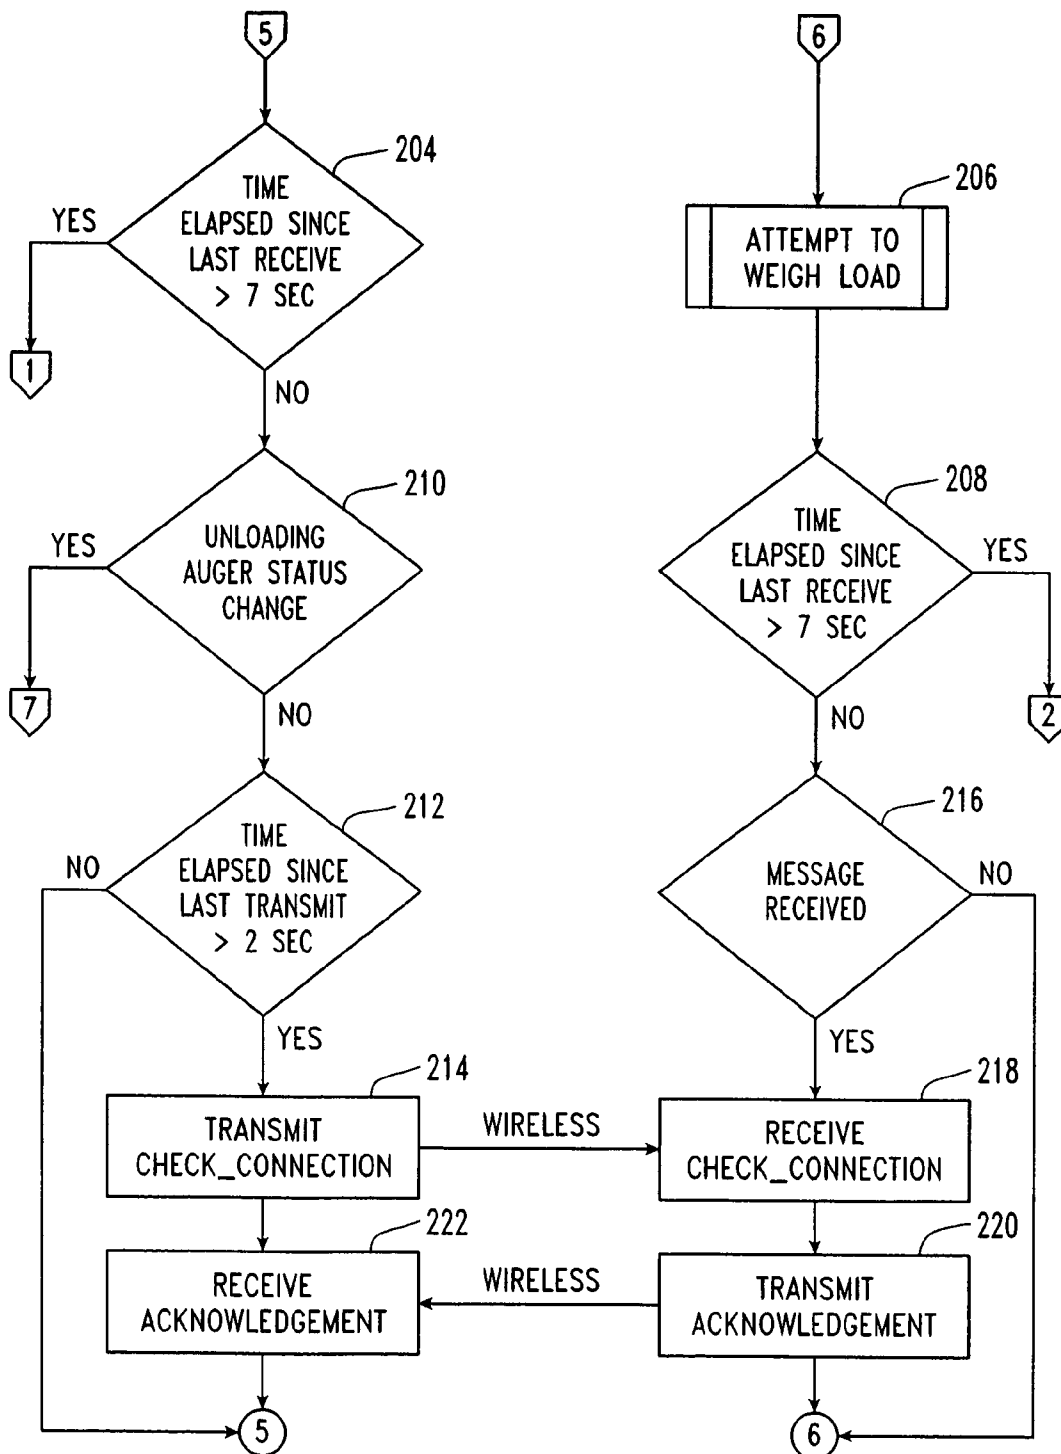 5
204
TIME
ELAPSED SINCE
LAST RECEIVE
> 7 SEC
YES
1
NO
210
UNLOADING
AUGER STATUS
CHANGE
YES
7
NO
212
TIME
ELAPSED SINCE
LAST TRANSMIT
> 2 SEC
NO
YES
214
TRANSMIT
CHECK_CONNECTION
WIRELESS
222
RECEIVE
ACKNOWLEDGEMENT
WIRELESS
5
6
206
ATTEMPT TO
WEIGH LOAD
208
TIME
ELAPSED SINCE
LAST RECEIVE
> 7 SEC
YES
2
NO
216
MESSAGE
RECEIVED
NO
YES
218
RECEIVE
CHECK_CONNECTION
220
TRANSMIT
ACKNOWLEDGEMENT
6